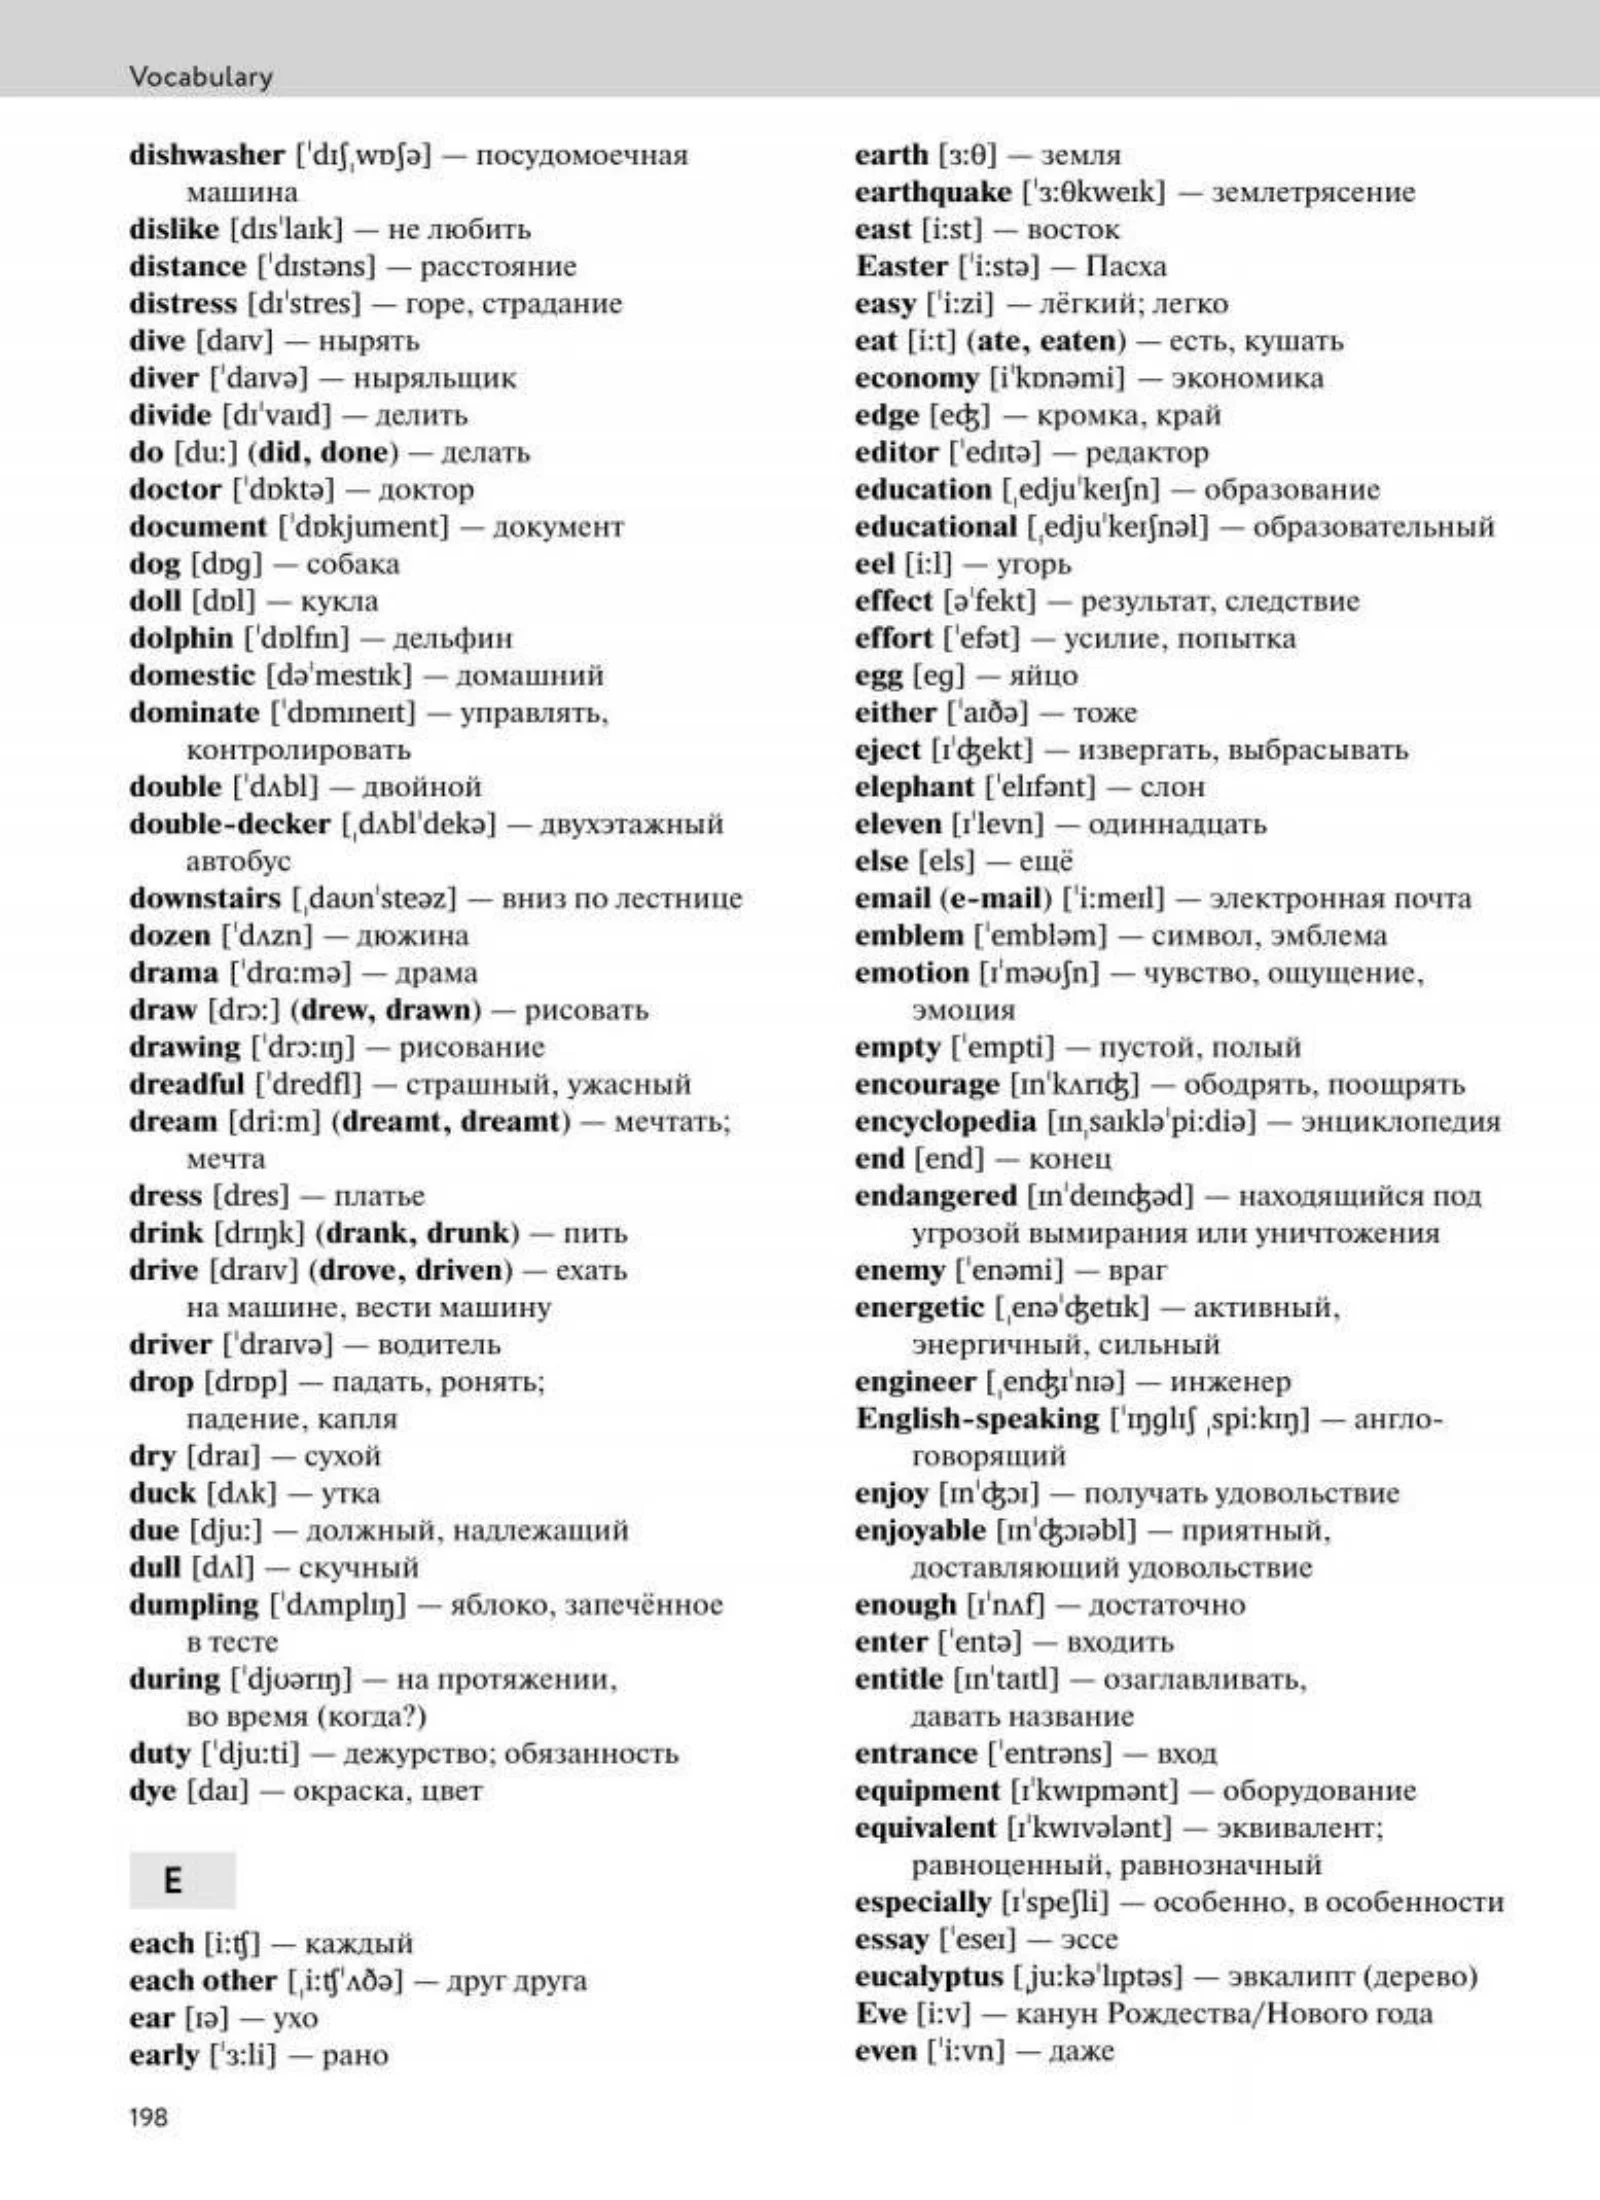 Vocabulary
dishwasher [ˈdɪʃˌwɒʃə] — посудомоечная
машина
dislike [dɪsˈlaɪk] — не любить
distance [ˈdɪstəns] — расстояние
distress [dɪˈstres] — горе, страдание
dive [daɪv] — нырять
diver [ˈdaɪvə] — ныряльщик
divide [dɪˈvaɪd] — делить
do [du:] (did, done) — делать
doctor [ˈdɒktə] — доктор
document [ˈdɒkjument] — документ
dog [dɒg] — собака
doll [dɒl] — кукла
dolphin [ˈdɒlfɪn] — дельфин
domestic [dəˈmestɪk] — домашний
dominate [ˈdɒmɪneɪt] — управлять,
контролировать
double [ˈdʌbl] — двойной
double-decker [ˌdʌblˈdekə] — двухэтажный
автобус
downstairs [ˌdaʊnˈsteəz] — вниз по лестнице
dozen [ˈdʌzn] — дюжина
drama [ˈdrɑ:mə] — драма
draw [drɔ:] (drew, drawn) — рисовать
drawing [ˈdrɔ:ɪŋ] — рисование
dreadful [ˈdredfl] — страшный, ужасный
dream [dri:m] (dreamt, dreamt) — мечтать;
мечта
dress [dres] — платье
drink [drɪŋk] (drank, drunk) — пить
drive [draɪv] (drove, driven) — ехать
на машине, вести машину
driver [ˈdraɪvə] — водитель
drop [drɒp] — падать, ронять;
падение, капля
dry [draɪ] — сухой
duck [dʌk] — утка
due [dju:] — должный, надлежащий
dull [dʌl] — скучный
dumpling [ˈdʌmplɪŋ] — яблоко, запечённое
в тесте
during [ˈdjʊərɪŋ] — на протяжении,
во время (когда?)
duty [ˈdju:ti] — дежурство; обязанность
dye [daɪ] — окраска, цвет
E
each [i:ʧ] — каждый
each other [ˌi:ʧˈʌðə] — друг друга
ear [ɪə] — ухо
early [ˈɜ:li] — рано
earth [ɜ:θ] — земля
earthquake [ˈɜ:θkweɪk] — землетрясение
east [i:st] — восток
Easter [ˈi:stə] — Пасха
easy [ˈi:zi] — лёгкий; легко
eat [i:t] (ate, eaten) — есть, кушать
economy [iˈkɒnəmi] — экономика
edge [eʤ] — кромка, край
editor [ˈedɪtə] — редактор
education [ˌedjuˈkeɪʃn] — образование
educational [ˌedjuˈkeɪʃnəl] — образовательный
eel [i:l] — угорь
effect [əˈfekt] — результат, следствие
effort [ˈefət] — усилие, попытка
egg [eg] — яйцо
either [ˈaɪðə] — тоже
eject [ɪˈʤekt] — извергать, выбрасывать
elephant [ˈelɪfənt] — слон
eleven [ɪˈlevn] — одиннадцать
else [els] — ещё
email (e-mail) [ˈi:meɪl] — электронная почта
emblem [ˈembləm] — символ, эмблема
emotion [ɪˈməʊʃn] — чувство, ощущение,
эмоция
empty [ˈempti] — пустой, полый
encourage [ɪnˈkʌrɪʤ] — ободрять, поощрять
encyclopedia [ɪnˌsaɪkləˈpi:diə] — энциклопедия
end [end] — конец
endangered [ɪnˈdeɪnʤəd] — находящийся под
угрозой вымирания или уничтожения
enemy [ˈenəmi] — враг
energetic [ˌenəˈʤetɪk] — активный,
энергичный, сильный
engineer [ˌenʤɪˈnɪə] — инженер
English-speaking [ˈɪŋglɪʃ ˌspi:kɪŋ] — англо-
говорящий
enjoy [ɪnˈʤɔɪ] — получать удовольствие
enjoyable [ɪnˈʤɔɪəbl] — приятный,
доставляющий удовольствие
enough [ɪˈnʌf] — достаточно
enter [ˈentə] — входить
entitle [ɪnˈtaɪtl] — озаглавливать,
давать название
entrance [ˈentrəns] — вход
equipment [ɪˈkwɪpmənt] — оборудование
equivalent [ɪˈkwɪvələnt] — эквивалент;
равноценный, равнозначный
especially [ɪˈspeʃli] — особенно, в особенности
essay [ˈeseɪ] — эссе
eucalyptus [ˌju:kəˈlɪptəs] — эвкалипт (дерево)
Eve [i:v] — канун Рождества/Нового года
even [ˈi:vn] — даже
198